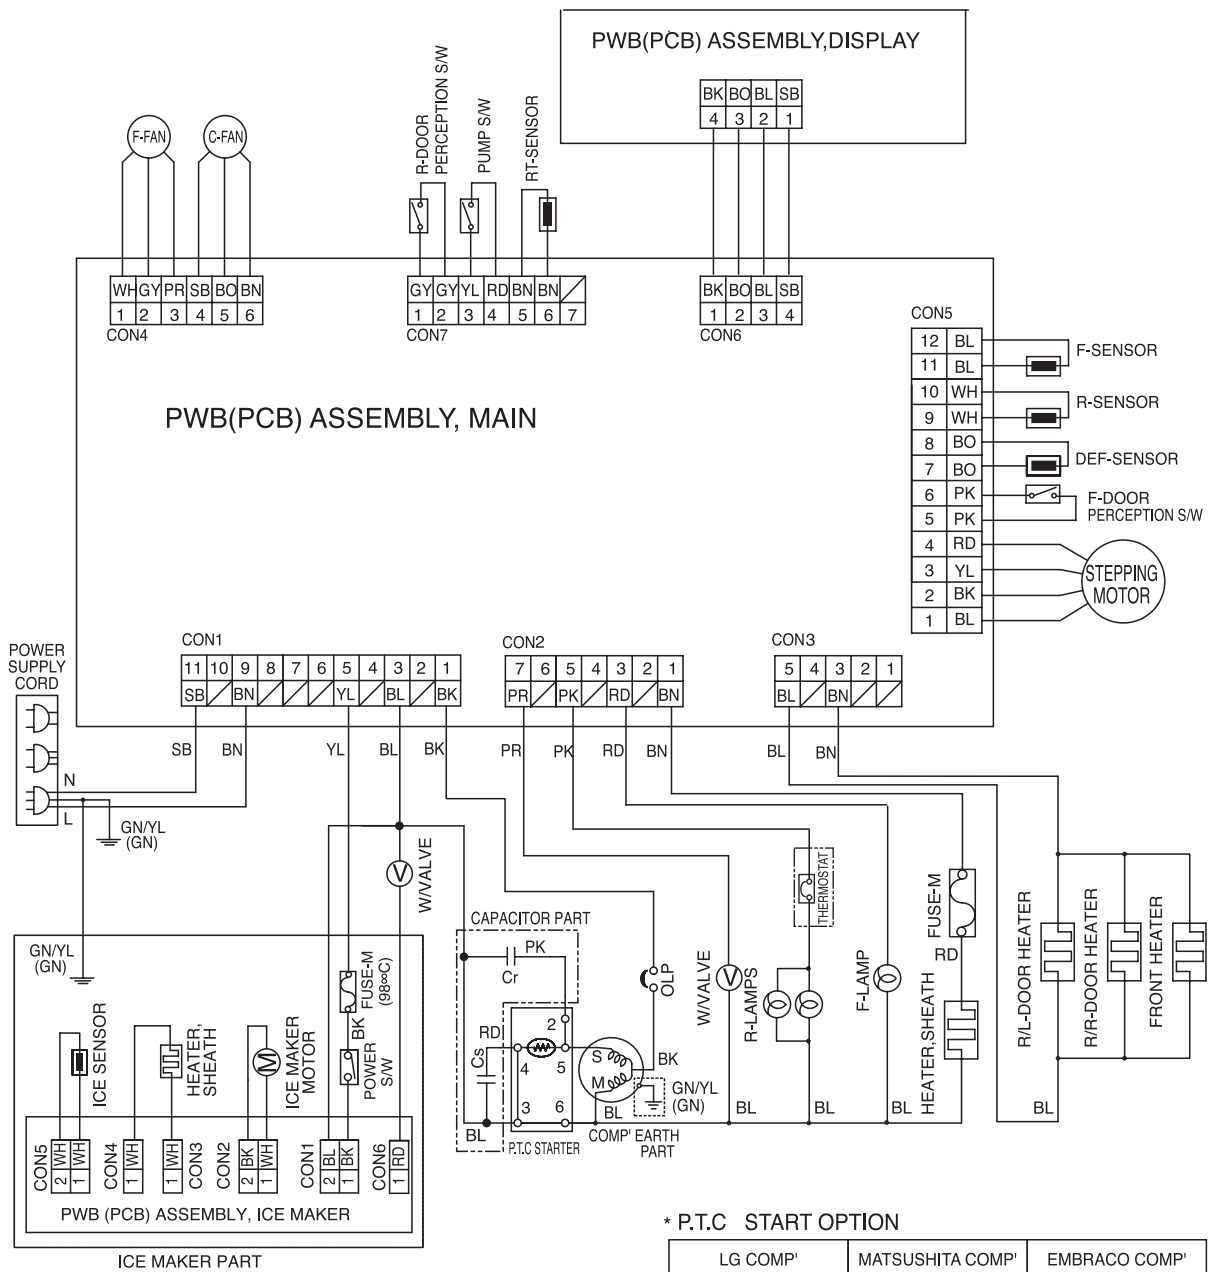 PWB(PCB) ASSEMBLY,DISPLAY
BK BO BL SB
4 3 2 1
F-FAN
C-FAN
R-DOOR
PERCEPTION S/W
PUMP S/W
RT-SENSOR
WH GY PR SB BO BN
1 2 3 4 5 6
CON4
GY GY YL RD BN BN
1 2 3 4 5 6 7
CON7
BK BO BL SB
1 2 3 4
CON6
PWB(PCB) ASSEMBLY, MAIN
CON5
12 BL
11 BL
10 WH
9 WH
8 BO
7 BO
6 PK
5 PK
4 RD
3 YL
2 BK
1 BL
F-SENSOR
R-SENSOR
DEF-SENSOR
F-DOOR
PERCEPTION S/W
STEPPING
MOTOR
CON1
11 10 9 8 7 6 5 4 3 2 1
SB BN YL BL BK
CON2
7 6 5 4 3 2 1
PR PK RD BN
CON3
5 4 3 2 1
BL BN
POWER
SUPPLY
CORD
N
L
GN/YL
(GN)
SB BN YL BL BK PR PK RD BN BL BN
W/VALVE
V
GN/YL
(GN)
CAPACITOR PART
PK
Cr
RD
Cs
2
4 5
3 6
BL
P.T.C STARTER
S
M
BL
COMP' EARTH
PART
OLP
BK
GN/YL
(GN)
W/VALVE
V
BL
THERMOSTAT
R-LAMPS
BL
F-LAMP
BL
FUSE-M
RD
HEATER,SHEATH
BL
R/L-DOOR HEATER
R/R-DOOR HEATER
FRONT HEATER
ICE SENSOR
HEATER,
SHEATH
M
ICE MAKER
MOTOR
FUSE-M
(98∞C)
BK
POWER
S/W
CON5
2 WH
1 WH
CON4
1 WH
1 WH
CON3
CON2
2 BK
1 WH
CON1
2 BL
1 BK
CON6
1 RD
PWB (PCB) ASSEMBLY, ICE MAKER
ICE MAKER PART
* P.T.C START OPTION
LG COMP' MATSUSHITA COMP' EMBRACO COMP'